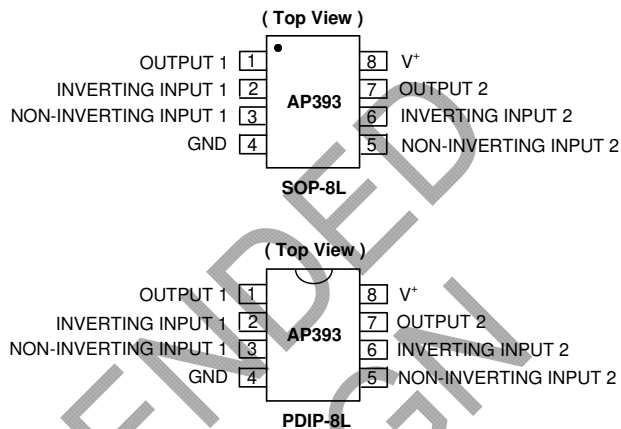 ( Top View )
OUTPUT 1 1 8 V+
INVERTING INPUT 1 2 7 OUTPUT 2
NON-INVERTING INPUT 1 3 6 INVERTING INPUT 2
GND 4 5 NON-INVERTING INPUT 2
AP393
SOP-8L
( Top View )
OUTPUT 1 1 8 V+
INVERTING INPUT 1 2 7 OUTPUT 2
NON-INVERTING INPUT 1 3 6 INVERTING INPUT 2
GND 4 5 NON-INVERTING INPUT 2
AP393
PDIP-8L
ENDED
GN